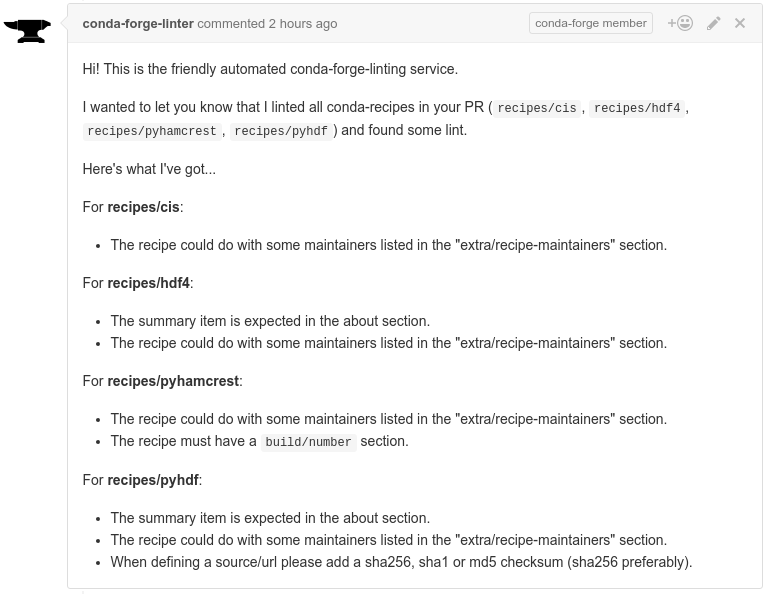 conda-forge-linter commented 2 hours ago conda-forge member
Hi! This is the friendly automated conda-forge-linting service.
I wanted to let you know that I linted all conda-recipes in your PR ( recipes/cis , recipes/hdf4 ,
recipes/pyhamcrest , recipes/pyhdf ) and found some lint.
Here's what I've got...
For recipes/cis:
• The recipe could do with some maintainers listed in the "extra/recipe-maintainers" section.
For recipes/hdf4:
• The summary item is expected in the about section.
• The recipe could do with some maintainers listed in the "extra/recipe-maintainers" section.
For recipes/pyhamcrest:
• The recipe could do with some maintainers listed in the "extra/recipe-maintainers" section.
• The recipe must have a build/number section.
For recipes/pyhdf:
• The summary item is expected in the about section.
• The recipe could do with some maintainers listed in the "extra/recipe-maintainers" section.
• When defining a source/url please add a sha256, sha1 or md5 checksum (sha256 preferably).